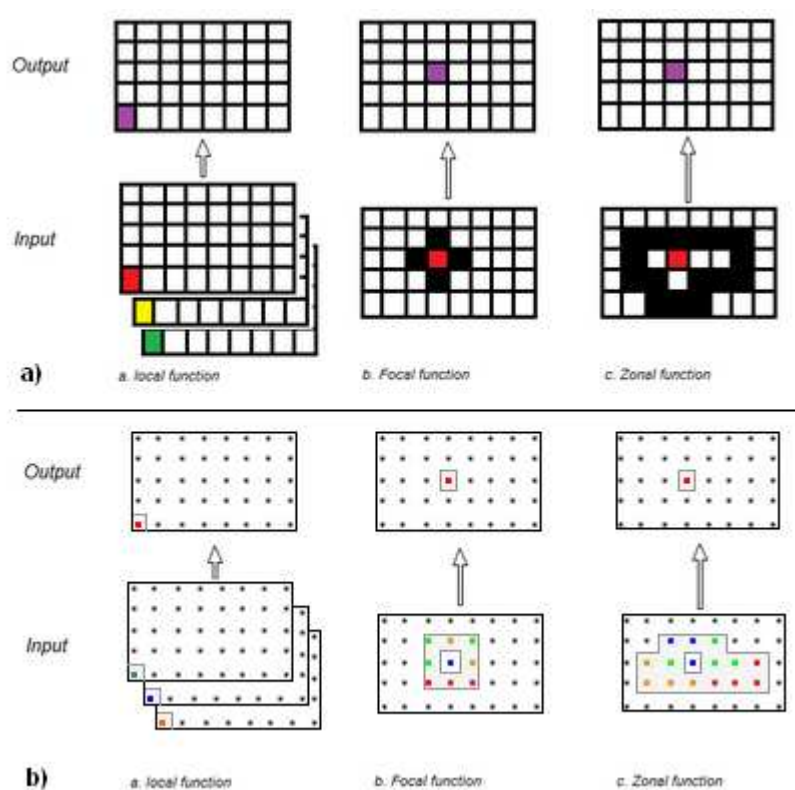 Output
Input
a)
a. local function
b. Focal function
c. Zonal function
Output
Input
b)
a. local function
b. Focal function
c. Zonal function